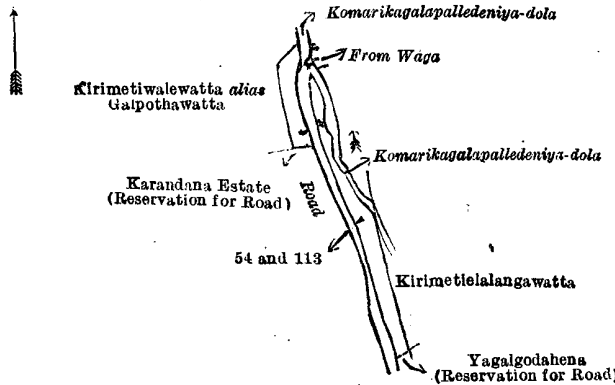 Komarikagalapalledeniya-dola
From Waga
Kirimetiwalewatta alias
Galpothawatta
Komarikagalapalledeniya-dola
Karandana Estate
(Reservation for Road)
Road
54 and 113
Kirimetielalangawatta
Yagalgodahena
(Reservation for Road)